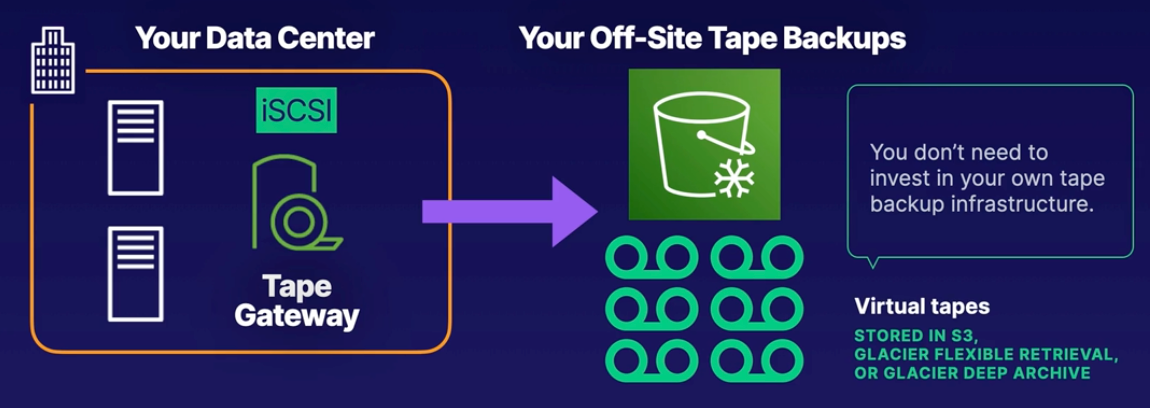 Your Data Center
iSCSI
Tape
Gateway
Your Off-Site Tape Backups
You don’t need to
invest in your own tape
backup infrastructure.
Virtual tapes
STORED IN S3,
GLACIER FLEXIBLE RETRIEVAL,
OR GLACIER DEEP ARCHIVE